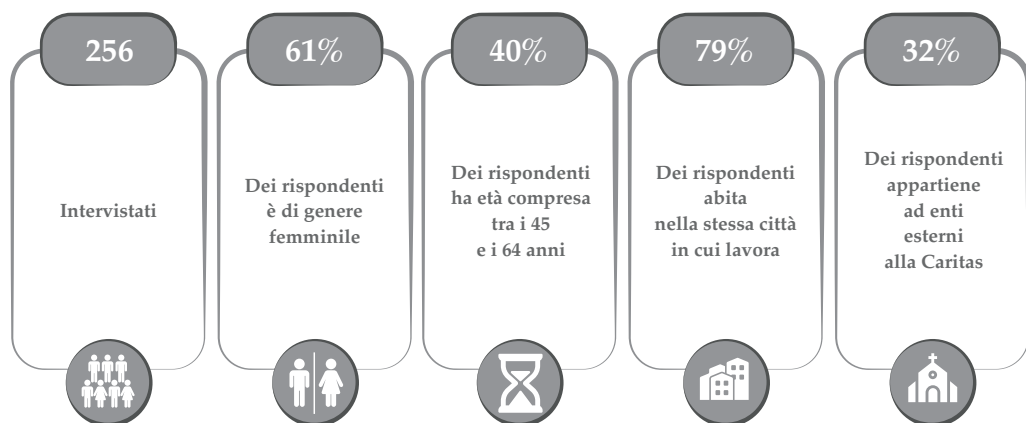 256
Intervistati
61%
Dei rispondenti
è di genere
femminile
40%
Dei rispondenti
ha età compresa
tra i 45
e i 64 anni
79%
Dei rispondenti
abita
nella stessa città
in cui lavora
32%
Dei rispondenti
appartiene
ad enti
esterni
alla Caritas